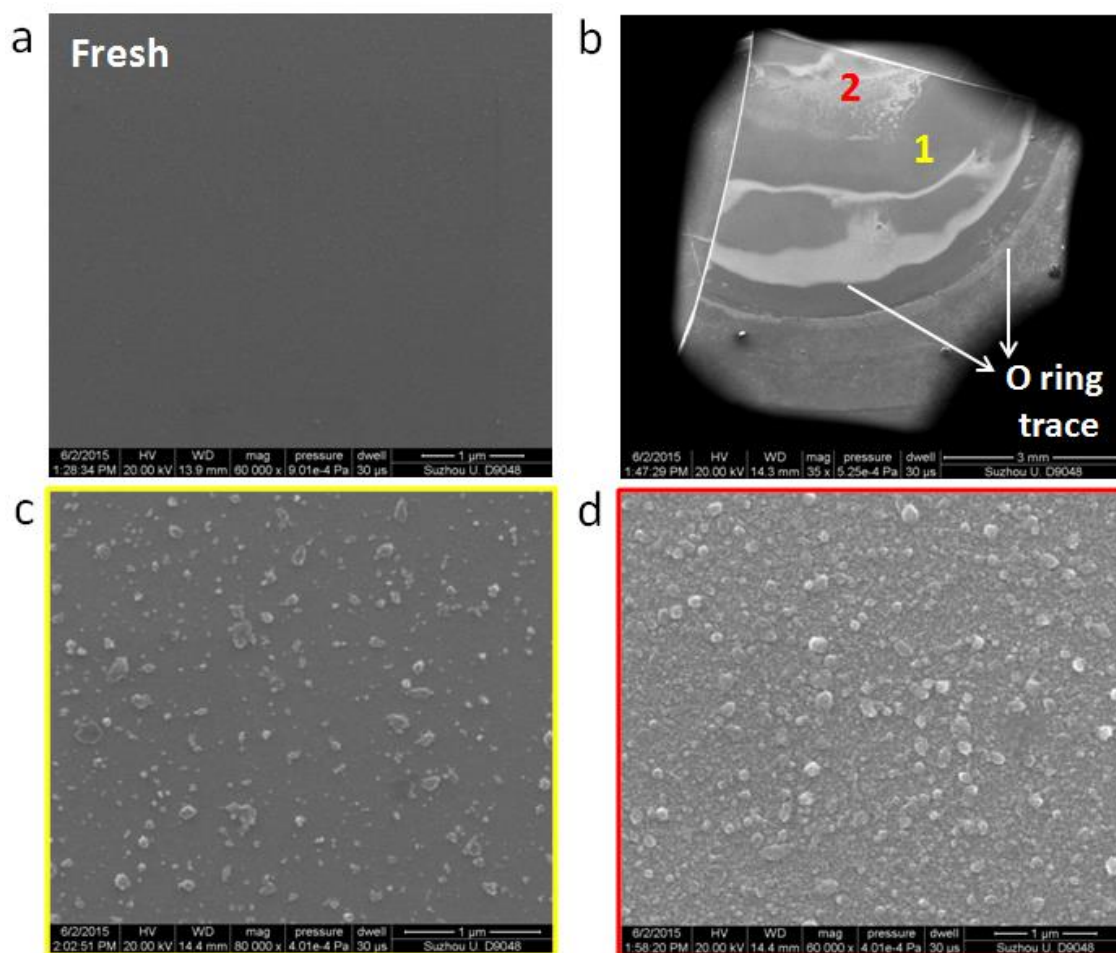 a
Fresh
6/2/2015 HV WD mag pressure dwell 1 µm
1:28:34 PM 20.00 kV 13.9 mm 60 000 x 9.01e-4 Pa 30 µs Suzhou U. D9048
b
2
1
O ring
trace
6/2/2015 HV WD mag pressure dwell 3 mm
1:47:29 PM 20.00 kV 14.3 mm 35 x 5.25e-4 Pa 30 µs Suzhou U. D9048
c
6/2/2015 HV WD mag pressure dwell 1 µm
2:02:51 PM 20.00 kV 14.4 mm 80 000 x 4.01e-4 Pa 30 µs Suzhou U. D9048
d
6/2/2015 HV WD mag pressure dwell 1 µm
1:58:20 PM 20.00 kV 14.4 mm 60 000 x 4.01e-4 Pa 30 µs Suzhou U. D9048